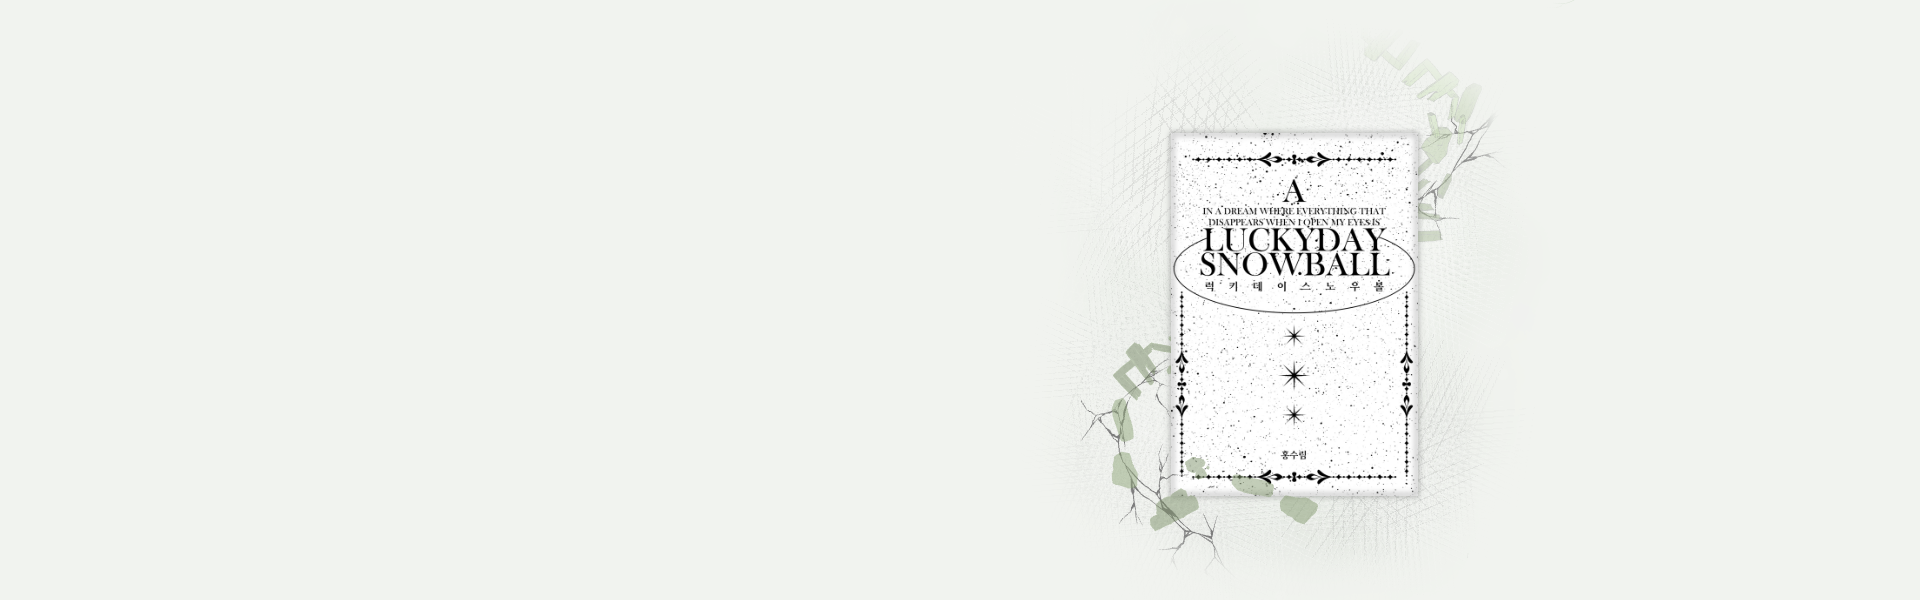 A
IN A DREAM WHERE EVERYTHING THAT
DISAPPEARS WHEN I OPEN MY EYES IS
LUCKYDAY
SNOWBALL
럭키데이스노우볼
홍수림